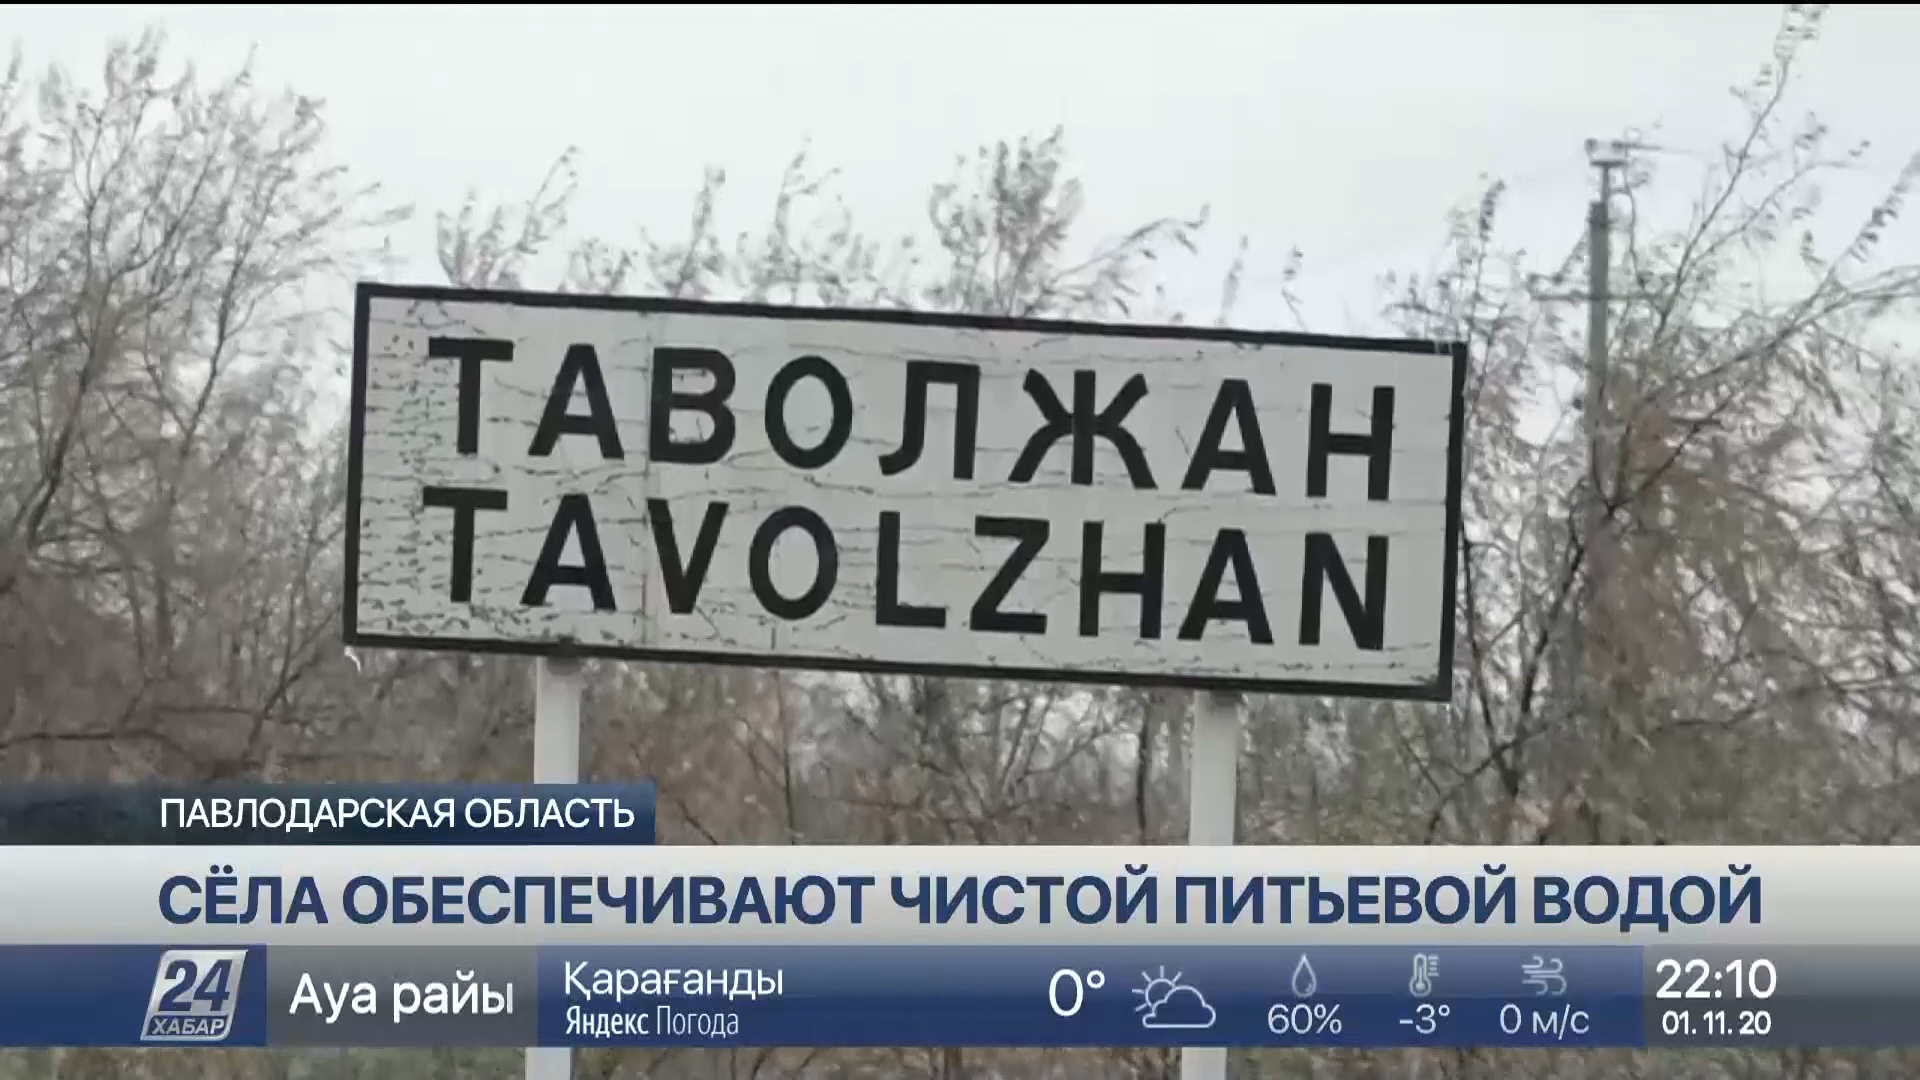 ТАВОЛЖАН
TAVOLZHAN
ПАВЛОДАРСКАЯ ОБЛАСТЬ
СЁЛА ОБЕСПЕЧИВАЮТ ЧИСТОЙ ПИТЬЕВОЙ ВОДОЙ
24 ХАБАР
Ауа райы
Қарағанды
Яндекс Погода
0°
60%
-3°
0 м/с
22:10
01.11.20